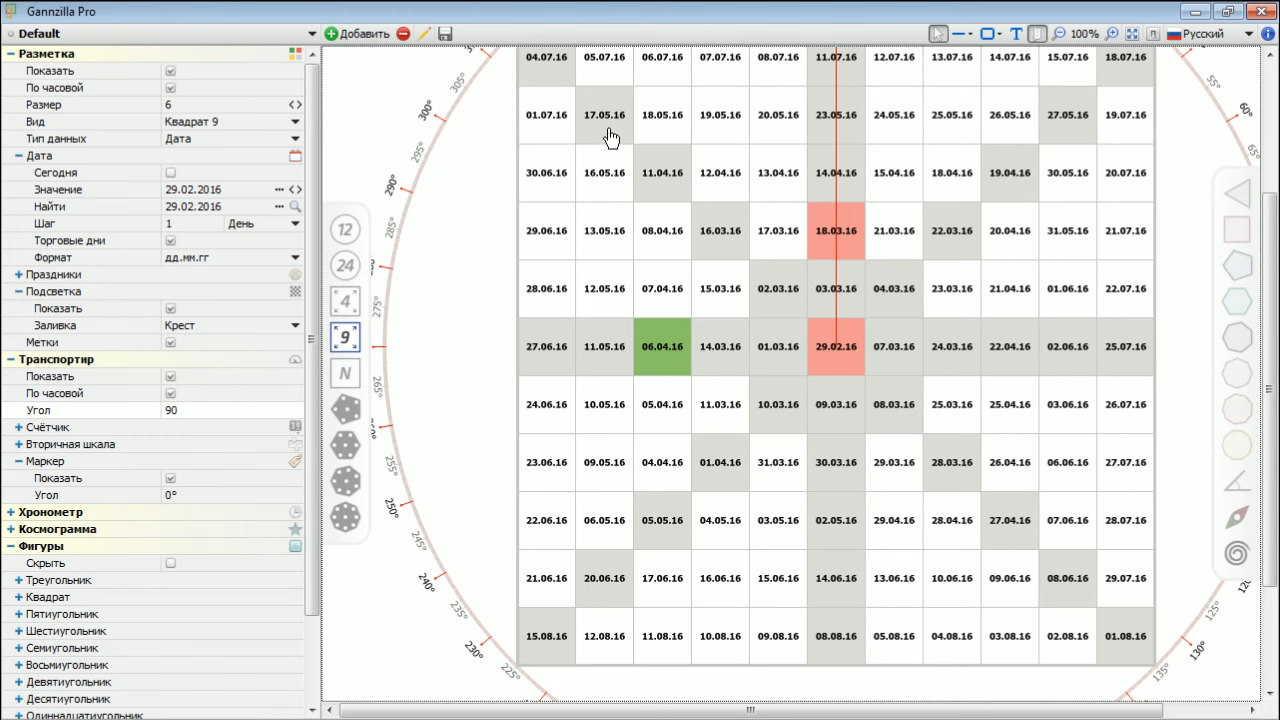 Gannzilla Pro
Default
Добавить
100%
Русский
Разметка
Показать
По часовой
Размер 6
Вид Квадрат 9
Тип данных Дата
Дата
Сегодня
Значение 29.02.2016
Найти 29.02.2016
Шаг 1 День
Торговые дни
Формат дд.мм.гг
Праздники
Подсветка
Показать
Заливка Крест
Метки
Транспортир
Показать
По часовой
Угол 90
Счётчик
Вторичная шкала
Маркер
Показать
Угол 0°
Хронометр
Космограмма
Фигуры
Скрыть
Треугольник
Квадрат
Пятиугольник
Шестиугольник
Семиугольник
Восьмиугольник
Девятиугольник
Десятиугольник
Одиннадцатиугольник
12
24
4
9
N
305°
300°
295°
290°
285°
275°
265°
255°
250°
245°
240°
235°
230°
225°
04.07.16 05.07.16 06.07.16 07.07.16 08.07.16 11.07.16 12.07.16 13.07.16 14.07.16 15.07.16 18.07.16
01.07.16 17.05.16 18.05.16 19.05.16 20.05.16 23.05.16 24.05.16 25.05.16 26.05.16 27.05.16 19.07.16
30.06.16 16.05.16 11.04.16 12.04.16 13.04.16 14.04.16 15.04.16 18.04.16 19.04.16 30.05.16 20.07.16
29.06.16 13.05.16 08.04.16 16.03.16 17.03.16 18.03.16 21.03.16 22.03.16 20.04.16 31.05.16 21.07.16
28.06.16 12.05.16 07.04.16 15.03.16 02.03.16 03.03.16 04.03.16 23.03.16 21.04.16 01.06.16 22.07.16
27.06.16 11.05.16 06.04.16 14.03.16 01.03.16 29.02.16 07.03.16 24.03.16 22.04.16 02.06.16 25.07.16
24.06.16 10.05.16 05.04.16 11.03.16 10.03.16 09.03.16 08.03.16 25.03.16 25.04.16 03.06.16 26.07.16
23.06.16 09.05.16 04.04.16 01.04.16 31.03.16 30.03.16 29.03.16 28.03.16 26.04.16 06.06.16 27.07.16
22.06.16 06.05.16 05.05.16 04.05.16 03.05.16 02.05.16 29.04.16 28.04.16 27.04.16 07.06.16 28.07.16
21.06.16 20.06.16 17.06.16 16.06.16 15.06.16 14.06.16 13.06.16 10.06.16 09.06.16 08.06.16 29.07.16
15.08.16 12.08.16 11.08.16 10.08.16 09.08.16 08.08.16 05.08.16 04.08.16 03.08.16 02.08.16 01.08.16
55°
60°
125°
130°
135°